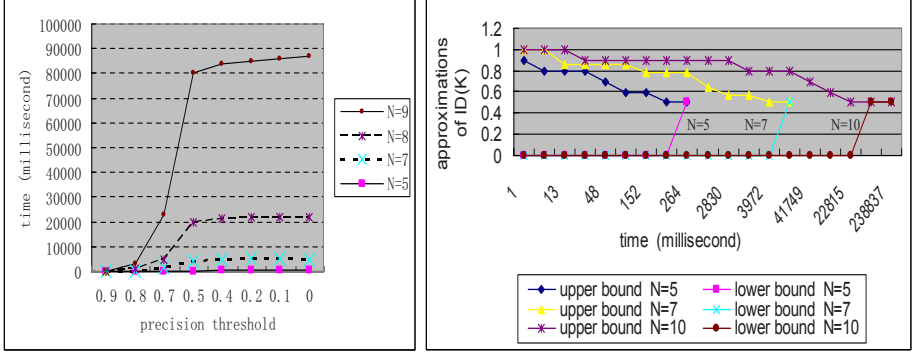 100000
90000
80000
70000
60000
50000
40000
30000
20000
10000
0
time (millisecond)
0.9 0.8 0.7 0.5 0.4 0.2 0.1 0
precision threshold
N=9
N=8
N=7
N=5
1.2
1
0.8
0.6
0.4
0.2
0
approximations
of ID(K)
N=5 N=7 N=10
1 13 48 152 264 2830 3972 41749 22815 238837
time (millisecond)
upper bound N=5 lower bound N=5
upper bound N=7 lower bound N=7
upper bound N=10 lower bound N=10